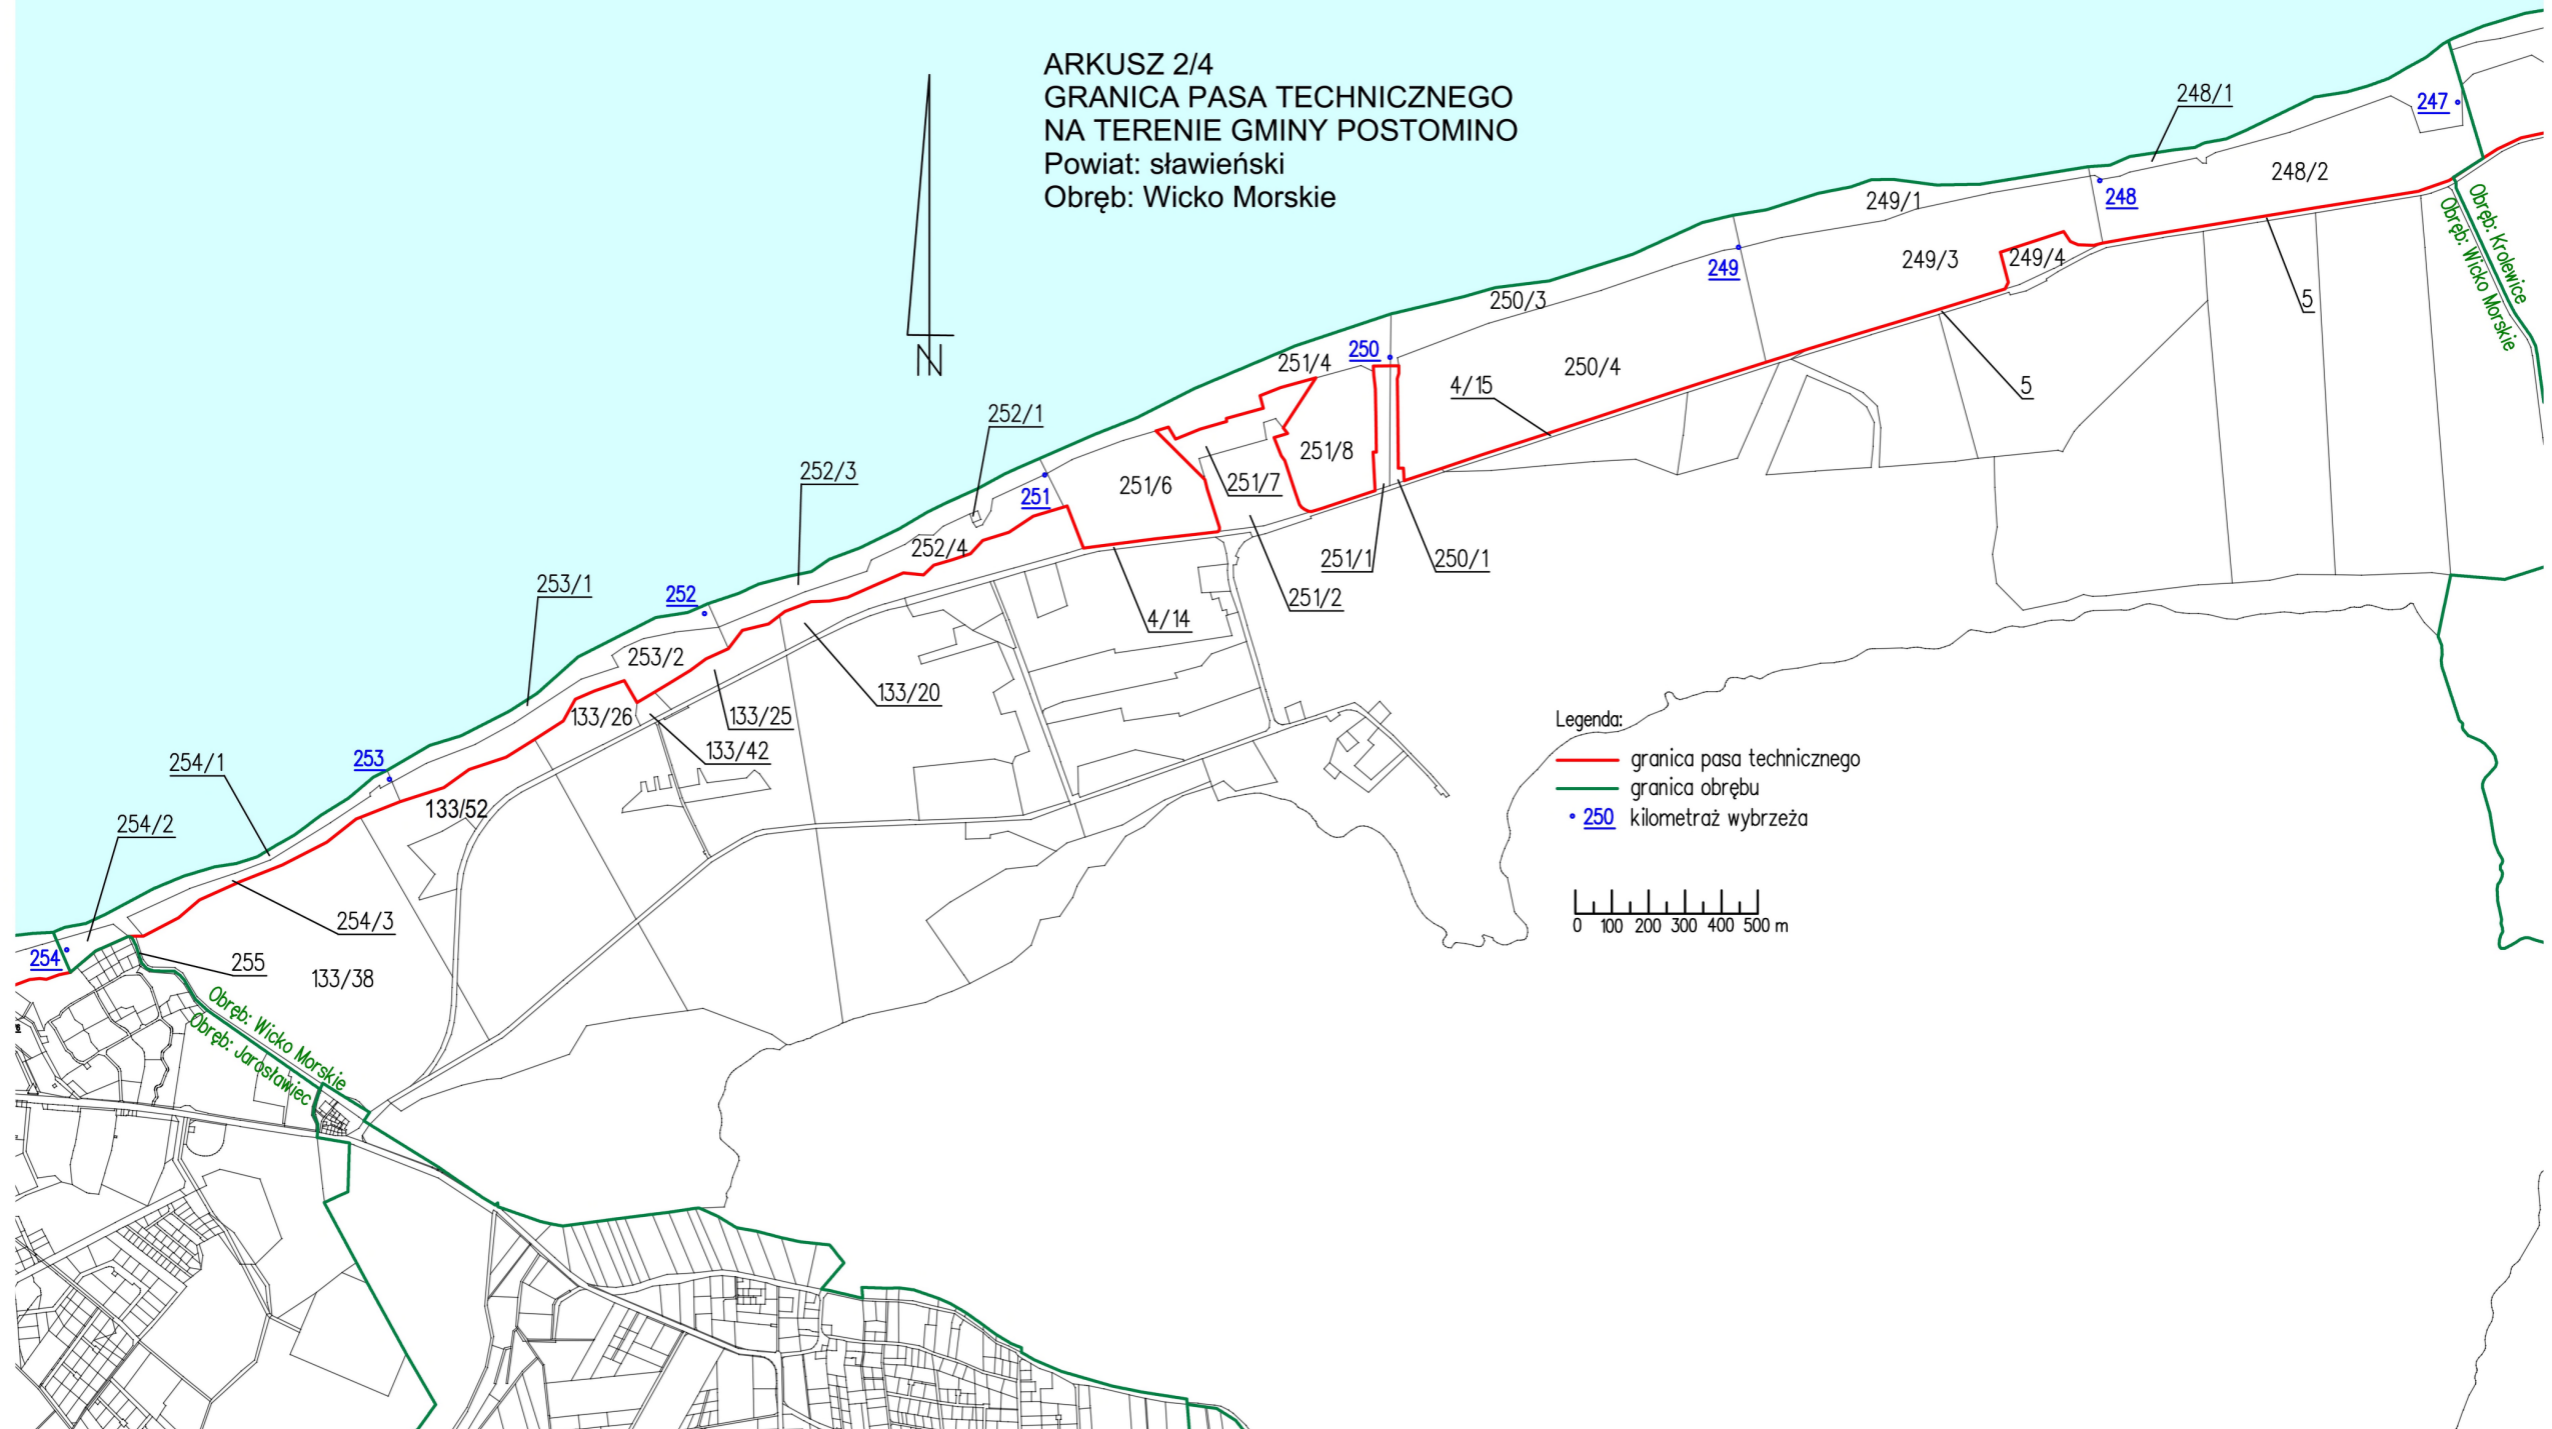 ARKUSZ 2/4
GRANICA PASA TECHNICZNEGO
NA TERENIE GMINY POSTOMINO
Powiat: sławieński
Obręb: Wicko Morskie
N
248/1
247
248/2
248
249/1
249/3
249/4
249
Obręb: Krolewice
Obręb: Wicko Morskie
5
5
250/3
250/4
250
251/4
4/15
252/1
251/8
251/6
251/7
251
252/3
252/4
251/1
250/1
251/2
4/14
253/1
252
253/2
133/20
133/26
133/25
133/42
254/1
253
133/52
254/2
254/3
254
255
133/38
Obręb: Wicko Morskie
Obręb: Jarosławiec
Legenda:
granica pasa technicznego
granica obrębu
250 kilometraż wybrzeża
0 100 200 300 400 500 m